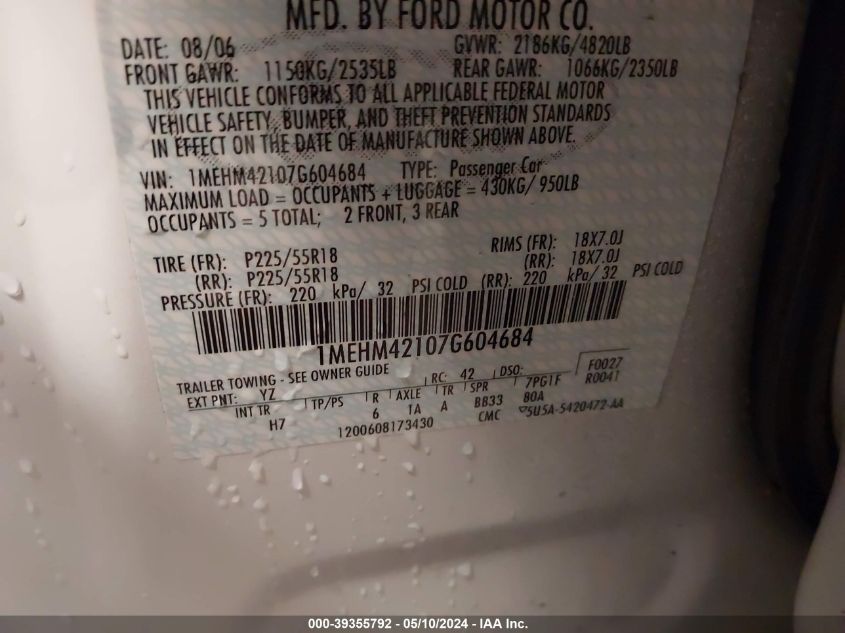 MFD. BY FORD MOTOR CO.
DATE: 08/06 GVWR: 2186KG/4820LB
FRONT GAWR: 1150KG/2535LB REAR GAWR: 1066KG/2350LB
THIS VEHICLE CONFORMS TO ALL APPLICABLE FEDERAL MOTOR
VEHICLE SAFETY, BUMPER, AND THEFT PREVENTION STANDARDS
IN EFFECT ON THE DATE OF MANUFACTURE SHOWN ABOVE.
VIN: 1MEHM42107G604684 TYPE: Passenger Car
MAXIMUM LOAD = OCCUPANTS + LUGGAGE = 430KG/ 950LB
OCCUPANTS = 5 TOTAL; 2 FRONT, 3 REAR
TIRE (FR): P225/55R18 RIMS (FR): 18X7.0J
(RR): P225/55R18 (RR): 18X7.0J
PRESSURE (FR): 220 kPa/ 32 PSI COLD (RR): 220 kPa/ 32 PSI COLD
1MEHM42107G604684
TRAILER TOWING - SEE OWNER GUIDE RC: 42 DSO: F0027
EXT PNT: YZ R0041
INT TR TP/PS R AXLE TR SPR 7PG1F
H7 6 1A A BB33 80A
1200608173430 CMC 5U5A-5420472-AA
000-39355792 - 05/10/2024 - IAA Inc.